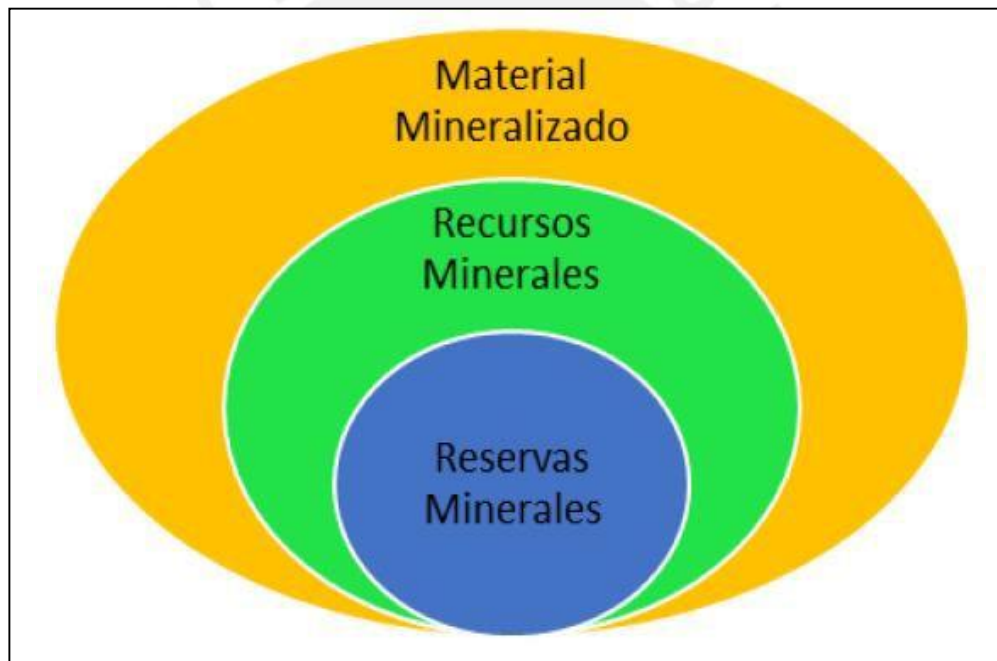 Material
Mineralizado
Recursos
Minerales
Reservas
Minerales